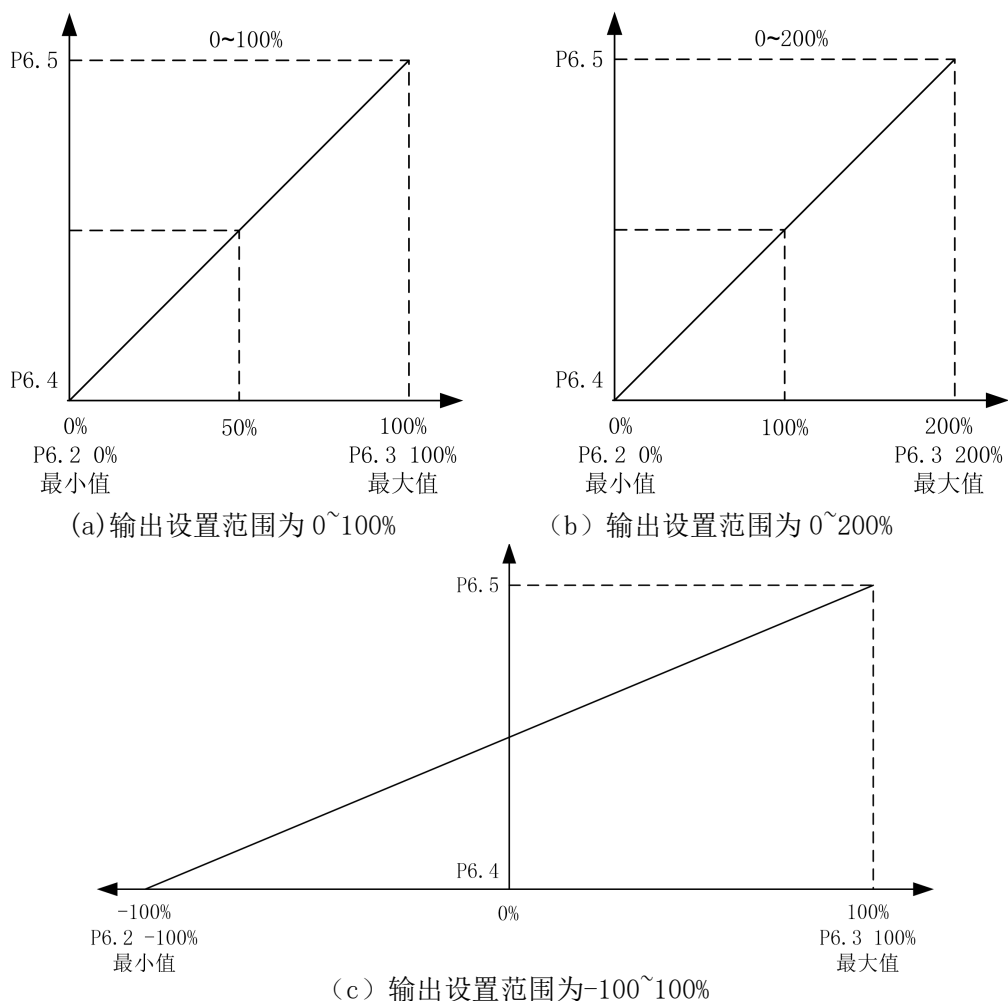 0~100%
P6.5
P6.4
0%
50%
100%
P6.2 0%
P6.3 100%
最小值
最大值
(a)输出设置范围为 0~100%
0~200%
P6.5
P6.4
0%
100%
200%
P6.2 0%
P6.3 200%
最小值
最大值
（b）输出设置范围为 0~200%
P6.5
P6.4
-100%
0%
100%
P6.2 -100%
P6.3 100%
最小值
最大值
（c）输出设置范围为-100~100%